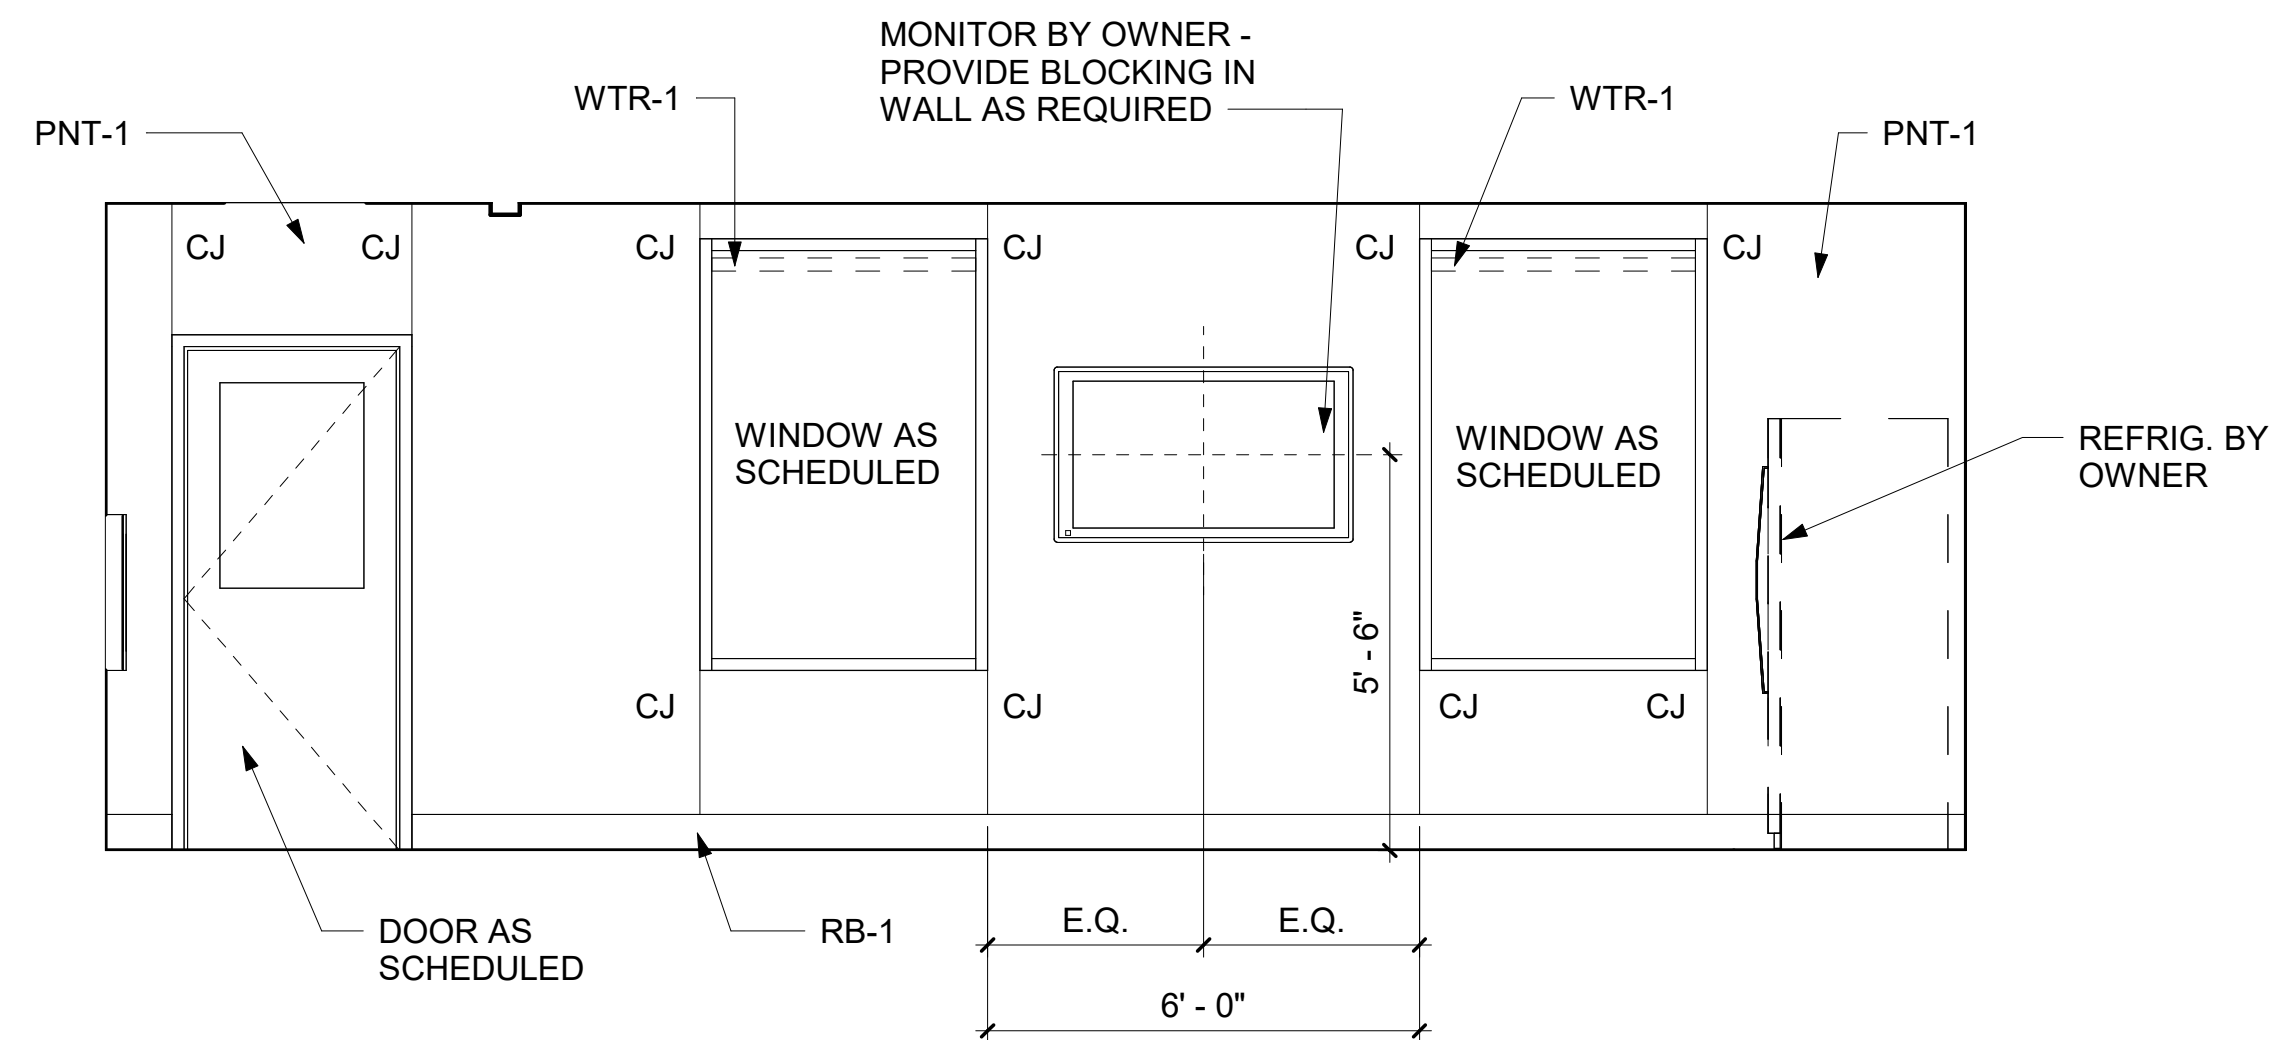 MONITOR BY OWNER -
PROVIDE BLOCKING IN
WALL AS REQUIRED
WTR-1
WTR-1
PNT-1
PNT-1
CJ
CJ
CJ
CJ
CJ
CJ
WINDOW AS
SCHEDULED
WINDOW AS
SCHEDULED
REFRIG. BY
OWNER
5' - 6"
CJ
CJ
CJ
CJ
DOOR AS
SCHEDULED
RB-1
E.Q.
E.Q.
6' - 0"